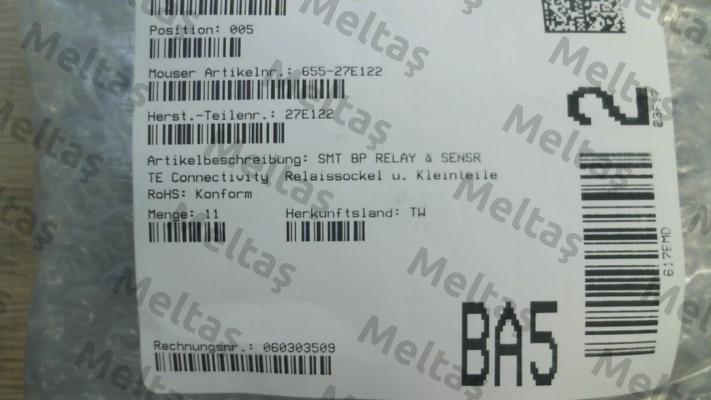 Position: 005
Mouser Artikelnr.: 655-27E122
Herst.-Teilenr.: 27E122
Artikelbeschreibung: SMT 8P RELAY & SENSR
TE Connectivity Relaissockel u. Kleinteile
RoHS: Konform
Menge: 11 Herkunftsland: TW
Rechnungsnr.: 060303509
BA5
2
617EMD
Meltaş